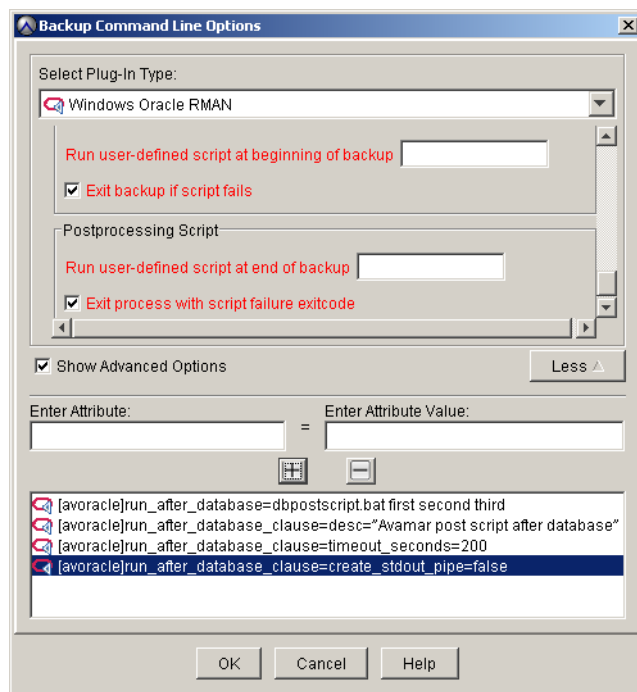 Backup Command Line Options
Select Plug-In Type:
Windows Oracle RMAN
Run user-defined script at beginning of backup
Exit backup if script fails
Postprocessing Script
Run user-defined script at end of backup
Exit process with script failure exitcode
Show Advanced Options
Less
Enter Attribute:
=
Enter Attribute Value:
[avoracle]run_after_database=dbpostscript.bat first second third
[avoracle]run_after_database_clause=desc="Avamar post script after database"
[avoracle]run_after_database_clause=timeout_seconds=200
[avoracle]run_after_database_clause=create_stdout_pipe=false
OK
Cancel
Help